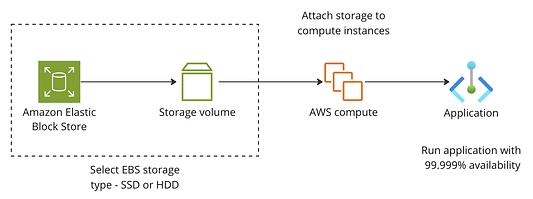 Attach storage to
compute instances
Amazon Elastic
Block Store
Storage volume
AWS compute
Application
Select EBS storage
type - SSD or HDD
Run application with
99.999% availability